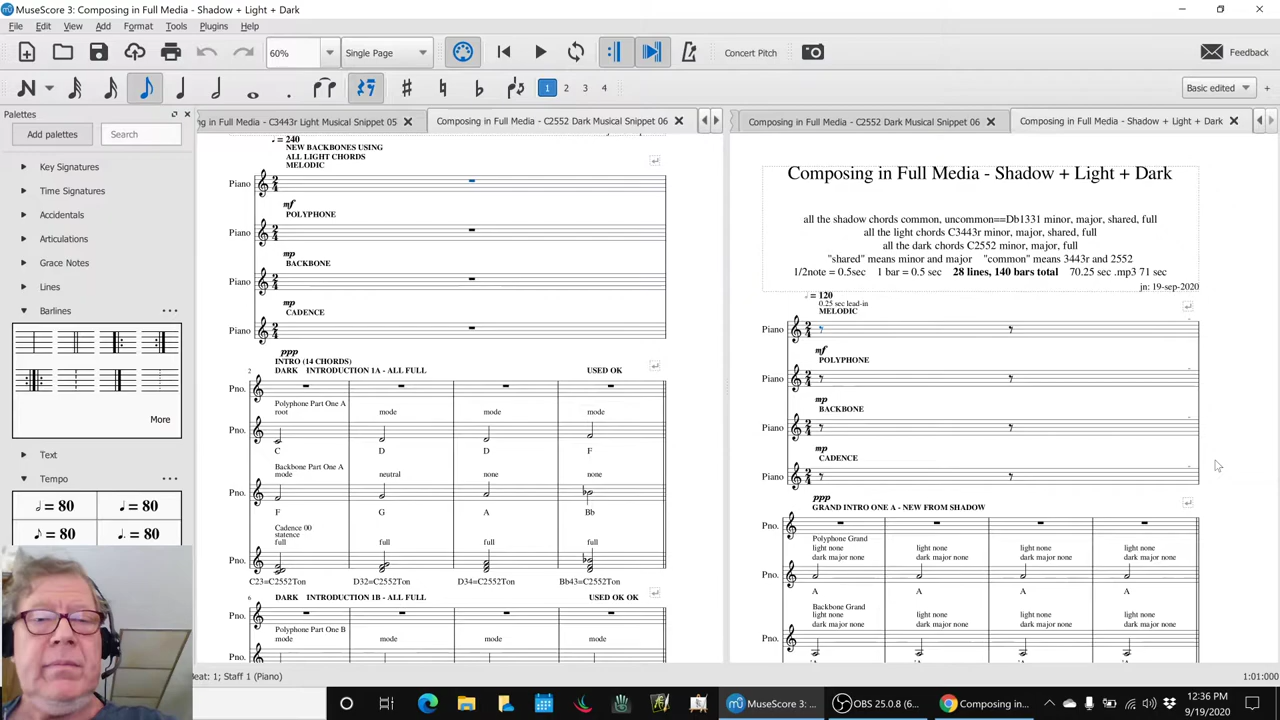 MuseScore 3: Composing in Full Media - Shadow + Light + Dark
File Edit View Add Format Tools Plugins Help
60% Single Page Concert Pitch Feedback
1 2 3 4 Basic edited +
Palettes
Add palettes Search
Key Signatures
Time Signatures
Accidentals
Articulations
Grace Notes
Lines
Barlines
More
Text
Tempo
= 80 = 80
= 80 = 80
ng in Full Media - C3443r Light Musical Snippet 05
Composing in Full Media - C2552 Dark Musical Snippet 06
= 240
NEW BACKBONES USING
ALL LIGHT CHORDS
MELODIC
Piano
mf
POLYPHONE
Piano
mp
BACKBONE
Piano
mp
CADENCE
Piano
ppp
INTRO (14 CHORDS)
2 DARK INTRODUCTION 1A - ALL FULL USED OK
Pno.
Polyphone Part One A
root mode mode mode
Pno.
C D D F
Backbone Part One A
mode neutral none none
Pno.
F G A Bb
Cadence 00
statence
full full full full
Pno.
C23=C2552Ton D32=C2552Ton D34=C2552Ton Bb43=C2552Ton
6 DARK INTRODUCTION 1B - ALL FULL USED OK OK
Pno.
Polyphone Part One B
mode mode mode mode
Pno.
Composing in Full Media - C2552 Dark Musical Snippet 06
Composing in Full Media - Shadow + Light + Dark
Composing in Full Media - Shadow + Light + Dark
all the shadow chords common, uncommon==Db1331 minor, major, shared, full
all the light chords C3443r minor, major, shared, full
all the dark chords C2552 minor, major, full
"shared" means minor and major "common" means 3443r and 2552
1/2note = 0.5sec 1 bar = 0.5 sec 28 lines, 140 bars total 70.25 sec .mp3 71 sec
jn: 19-sep-2020
= 120
0.25 sec lead-in
MELODIC
Piano
mf
POLYPHONE
Piano
mp
BACKBONE
Piano
mp
CADENCE
Piano
ppp
GRAND INTRO ONE A - NEW FROM SHADOW
Pno.
Polyphone Grand
light none light none light none light none
dark major none dark major none dark major none dark major none
Pno.
A A A A
Backbone Grand
light none light none light none light none
dark major none dark major none dark major none dark major none
Pno.
eat: 1; Staff 1 (Piano)
1:01:000
MuseScore 3: ...
OBS 25.0.8 (6...
Composing in...
12:36 PM
9/19/2020